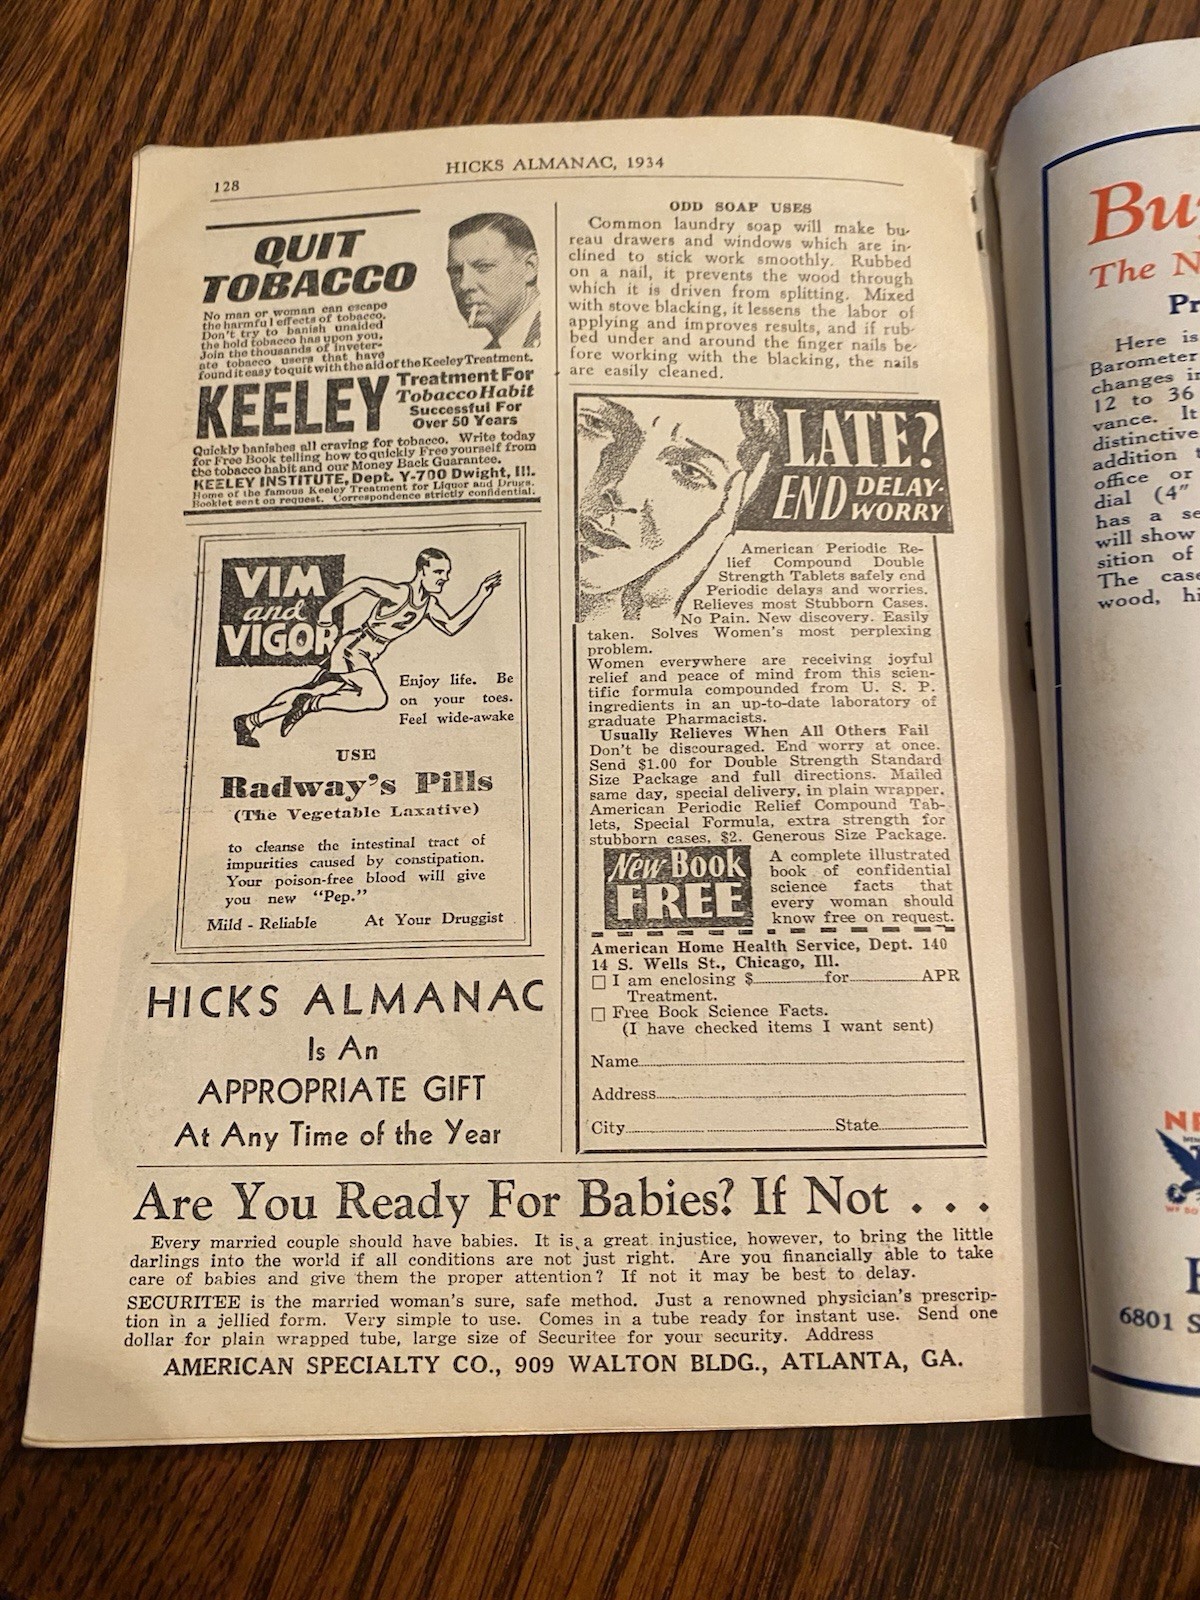 HICKS ALMANAC, 1934
128
QUIT
TOBACCO
No man or woman can escape
the harmful effects of tobacco.
Don't try to banish unaided
the hold tobacco has upon you.
Join the thousands of inveter-
ate tobacco users that have
found it easy to quit with the aid of the Keeley Treatment.
KEELEY
Treatment For
Tobacco Habit
Successful For
Over 50 Years
Quickly banishes all craving for tobacco. Write today
for Free Book telling how to quickly Free yourself from
the tobacco habit and our Money Back Guarantee.
KEELEY INSTITUTE, Dept. Y-700 Dwight, Ill.
Home of the famous Keeley Treatment for Liquor and Drugs.
Booklet sent on request. Correspondence strictly confidential.
VIM
and
VIGOR
2
Enjoy life. Be
on your toes.
Feel wide-awake
USE
Radway's Pills
(The Vegetable Laxative)
to cleanse the intestinal tract of
impurities caused by constipation.
Your poison-free blood will give
you new "Pep."
Mild - Reliable At Your Druggist
HICKS ALMANAC
Is An
APPROPRIATE GIFT
At Any Time of the Year
ODD SOAP USES
Common laundry soap will make bu-
reau drawers and windows which are in-
clined to stick work smoothly. Rubbed
on a nail, it prevents the wood through
which it is driven from splitting. Mixed
with stove blacking, it lessens the labor of
applying and improves results, and if rub-
bed under and around the finger nails be-
fore working with the blacking, the nails
are easily cleaned.
LATE?
END DELAY-
WORRY
American Periodic Re-
lief Compound Double
Strength Tablets safely end
Periodic delays and worries.
Relieves most Stubborn Cases.
No Pain. New discovery. Easily
taken. Solves Women's most perplexing
problem.
Women everywhere are receiving joyful
relief and peace of mind from this scien-
tific formula compounded from U. S. P.
ingredients in an up-to-date laboratory of
graduate Pharmacists.
Usually Relieves When All Others Fail
Don't be discouraged. End worry at once.
Send $1.00 for Double Strength Standard
Size Package and full directions. Mailed
same day, special delivery, in plain wrapper.
American Periodic Relief Compound Tab-
lets, Special Formula, extra strength for
stubborn cases, $2. Generous Size Package.
New Book
FREE
A complete illustrated
book of confidential
science facts that
every woman should
know free on request.
American Home Health Service, Dept. 140
14 S. Wells St., Chicago, Ill.
I am enclosing $..........for..........APR
Treatment.
Free Book Science Facts.
(I have checked items I want sent)
Name
Address
City State
Are You Ready For Babies? If Not . . .
Every married couple should have babies. It is a great injustice, however, to bring the little
darlings into the world if all conditions are not just right. Are you financially able to take
care of babies and give them the proper attention? If not it may be best to delay.
SECURITEE is the married woman's sure, safe method. Just a renowned physician's prescrip-
tion in a jellied form. Very simple to use. Comes in a tube ready for instant use. Send one
dollar for plain wrapped tube, large size of Securitee for your security. Address
AMERICAN SPECIALTY CO., 909 WALTON BLDG., ATLANTA, GA.
Bu
The N
Pr
Here is
Barometer
changes in
12 to 36
vance. It
distinctive
addition t
office or
dial (4"
has a se
will show
sition of
The case
wood, hi
6801 S